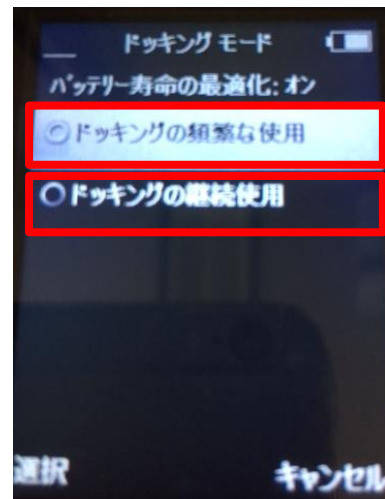 ドッキング モード
バッテリー寿命の最適化: オン
ドッキングの頻繁な使用
ドッキングの継続使用
選択
キャンセル